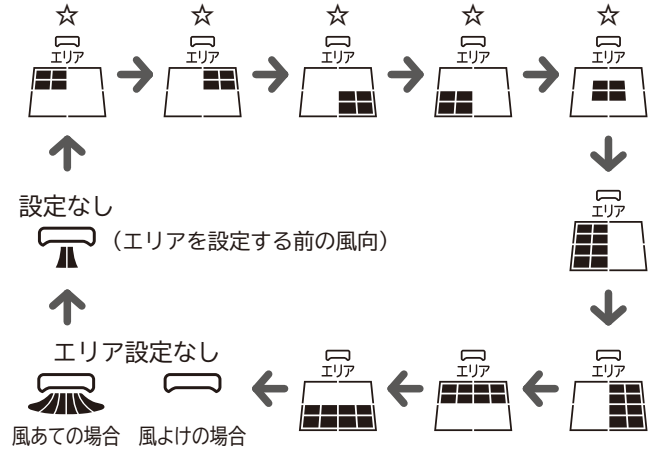 ☆ ☆ ☆ ☆ ☆
エリア エリア エリア エリア エリア
設定なし
エリア
（エリアを設定する前の風向）
エリア設定なし
エリア エリア エリア
風あての場合 風よけの場合